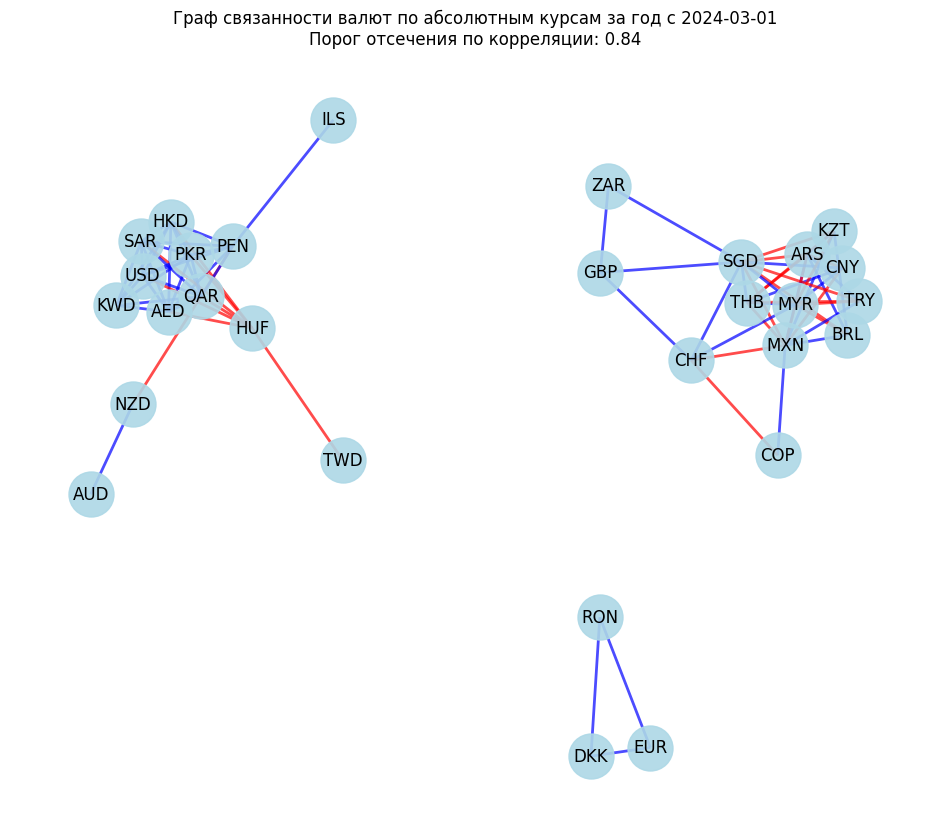 Граф связанности валют по абсолютным курсам за год с 2024-03-01
Порог отсечения по корреляции: 0.84
ILS
ZAR
HKD
KZT
SAR
PKR
PEN
ARS
SGD
CNY
USD
GBP
QAR
KWD
AED
THB
MYR
TRY
HUF
BRL
MXN
CHF
NZD
COP
TWD
AUD
RON
DKK
EUR